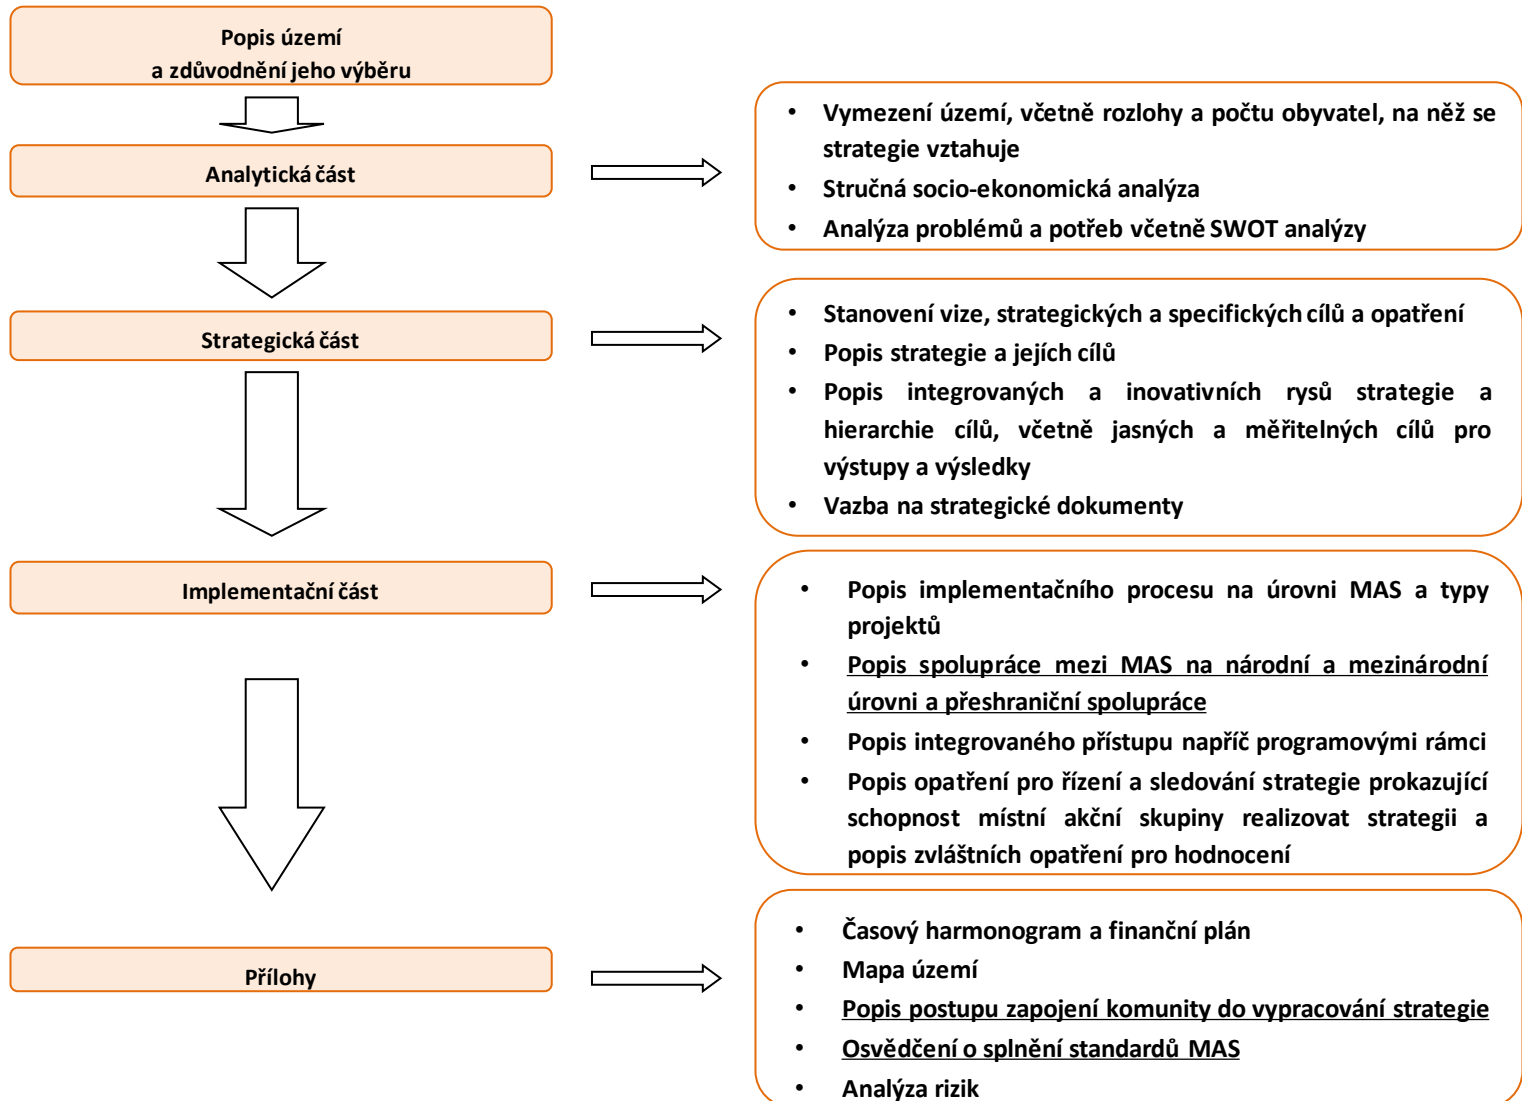 Popis území
a zdůvodnění jeho výběru
Analytická část
• Vymezení území, včetně rozlohy a počtu obyvatel, na něž se
strategie vztahuje
• Stručná socio-ekonomická analýza
• Analýza problémů a potřeb včetně SWOT analýzy
Strategická část
• Stanovení vize, strategických a specifických cílů a opatření
• Popis strategie a jejích cílů
• Popis integrovaných a inovativních rysů strategie a
hierarchie cílů, včetně jasných a měřitelných cílů pro
výstupy a výsledky
• Vazba na strategické dokumenty
Implementační část
• Popis implementačního procesu na úrovni MAS a typy
projektů
• Popis spolupráce mezi MAS na národní a mezinárodní
úrovni a přeshraniční spolupráce
• Popis integrovaného přístupu napříč programovými rámci
• Popis opatření pro řízení a sledování strategie prokazující
schopnost místní akční skupiny realizovat strategii a
popis zvláštních opatření pro hodnocení
Přílohy
• Časový harmonogram a finanční plán
• Mapa území
• Popis postupu zapojení komunity do vypracování strategie
• Osvědčení o splnění standardů MAS
• Analýza rizik